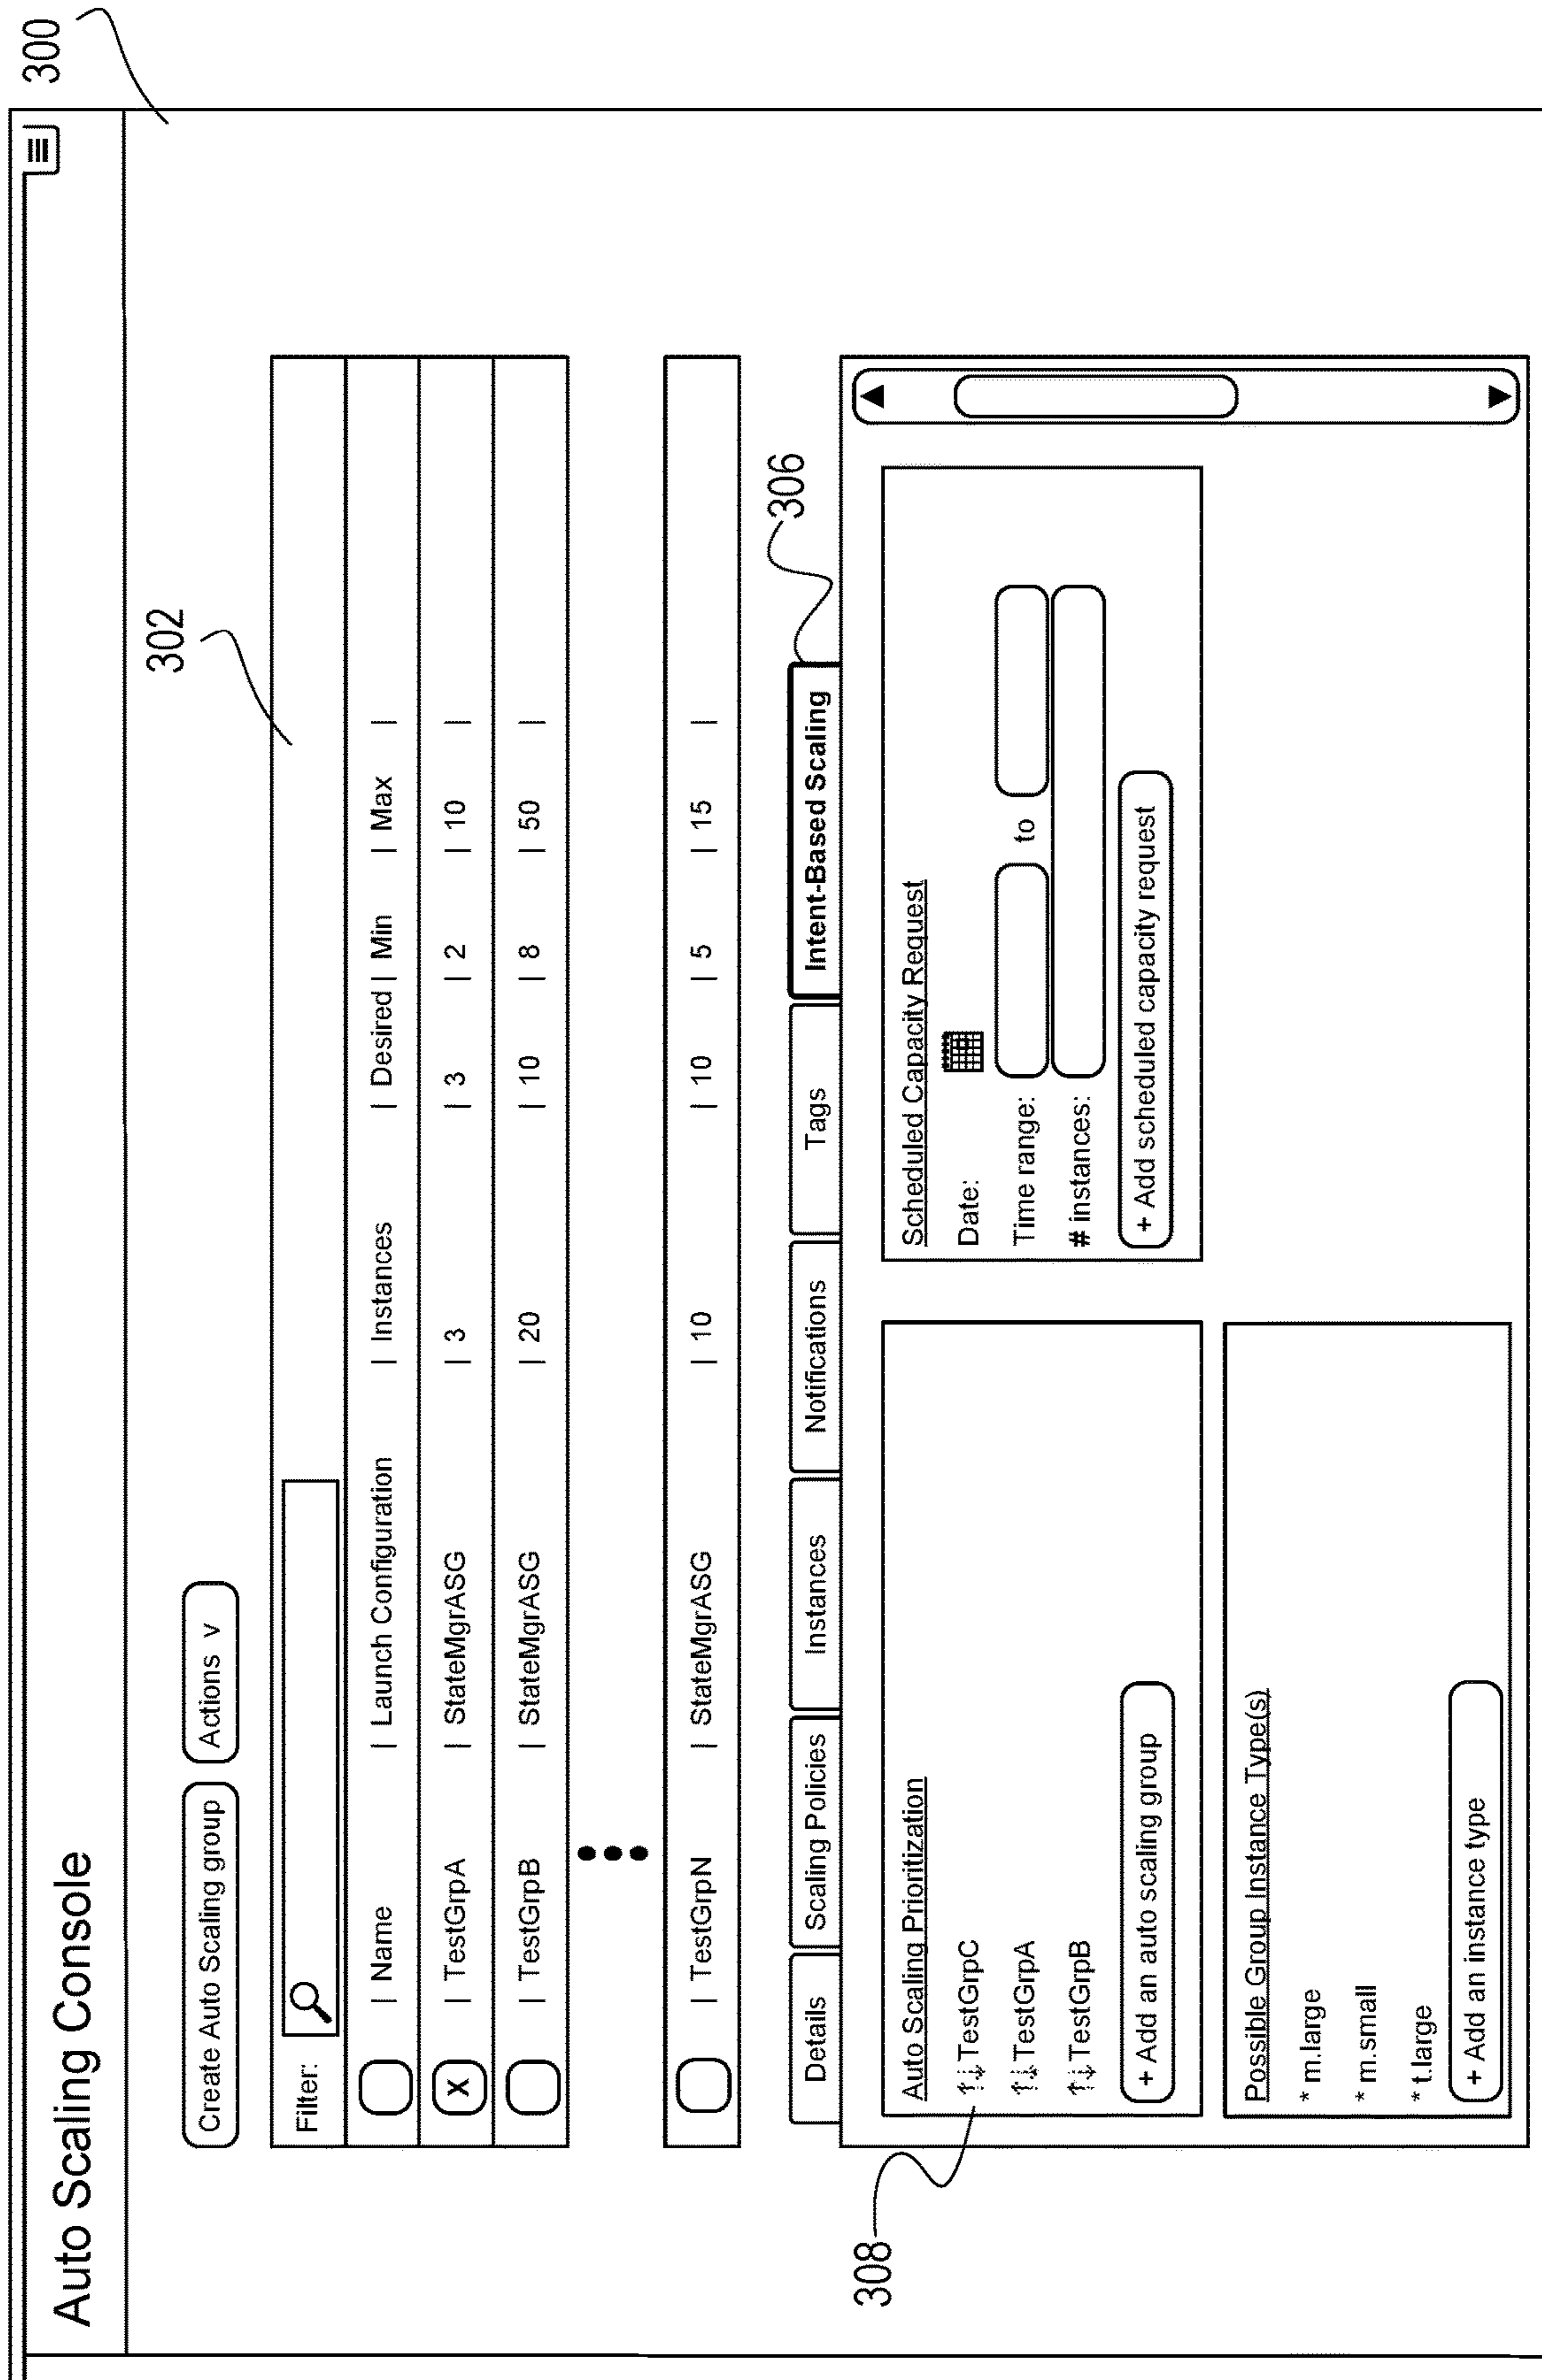 300
Auto Scaling Console
Create Auto Scaling group Actions v
302
Filter:
| Name | Launch Configuration | Instances | Desired | Min | Max |
X | TestGrpA | StateMgrASG | 3 | 3 | 2 | 10 |
| TestGrpB | StateMgrASG | 20 | 10 | 8 | 50 |
| TestGrpN | StateMgrASG | 10 | 10 | 5 | 15 |
306
Details Scaling Policies Instances Notifications Tags Intent-Based Scaling
308
Auto Scaling Prioritization
↑↓TestGrpC
↑↓TestGrpA
↑↓TestGrpB
+ Add an auto scaling group
Scheduled Capacity Request
Date:
Time range: to
# instances:
+ Add scheduled capacity request
Possible Group Instance Type(s)
* m.large
* m.small
* t.large
+ Add an instance type